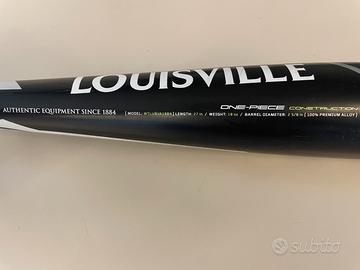 LOUISVILLE
AUTHENTIC EQUIPMENT SINCE 1884
ONE-PIECE CONSTRUCTION
LENGTH: 27 in / WEIGHT: 16 oz / BARREL DIAMETER: 2 5/8 in [100% PREMIUM ALLOY]
subito